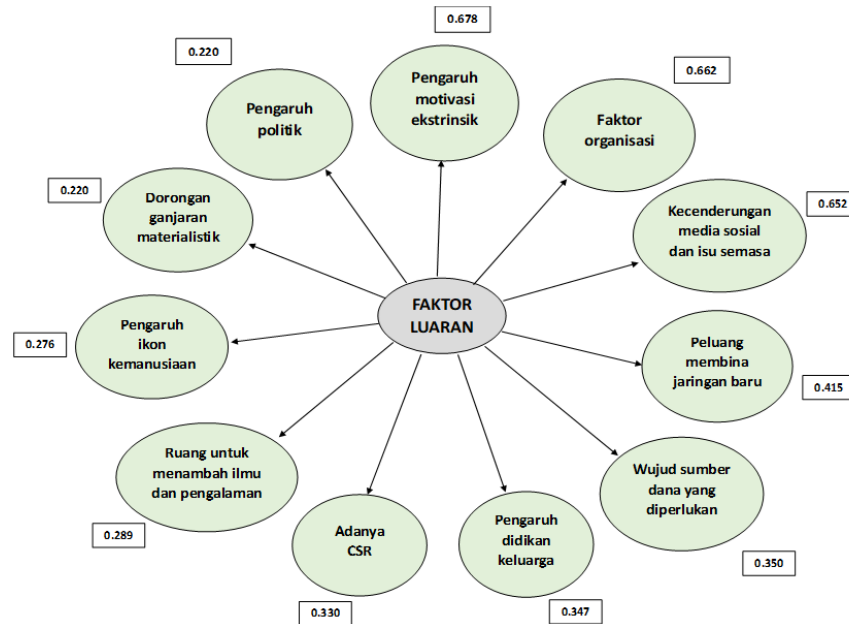 0.678
Pengaruh
motivasi
ekstrinsik
0.662
Faktor
organisasi
0.652
Kecenderungan
media sosial
dan isu semasa
0.415
Peluang
membina
jaringan baru
0.350
Wujud sumber
dana yang
diperlukan
0.347
Pengaruh
didikan
keluarga
0.330
Adanya
CSR
0.289
Ruang untuk
menambah ilmu
dan pengalaman
0.276
Pengaruh
ikon
kemanusiaan
0.220
Dorongan
ganjaran
materialistik
0.220
Pengaruh
politik
FAKTOR
LUARAN